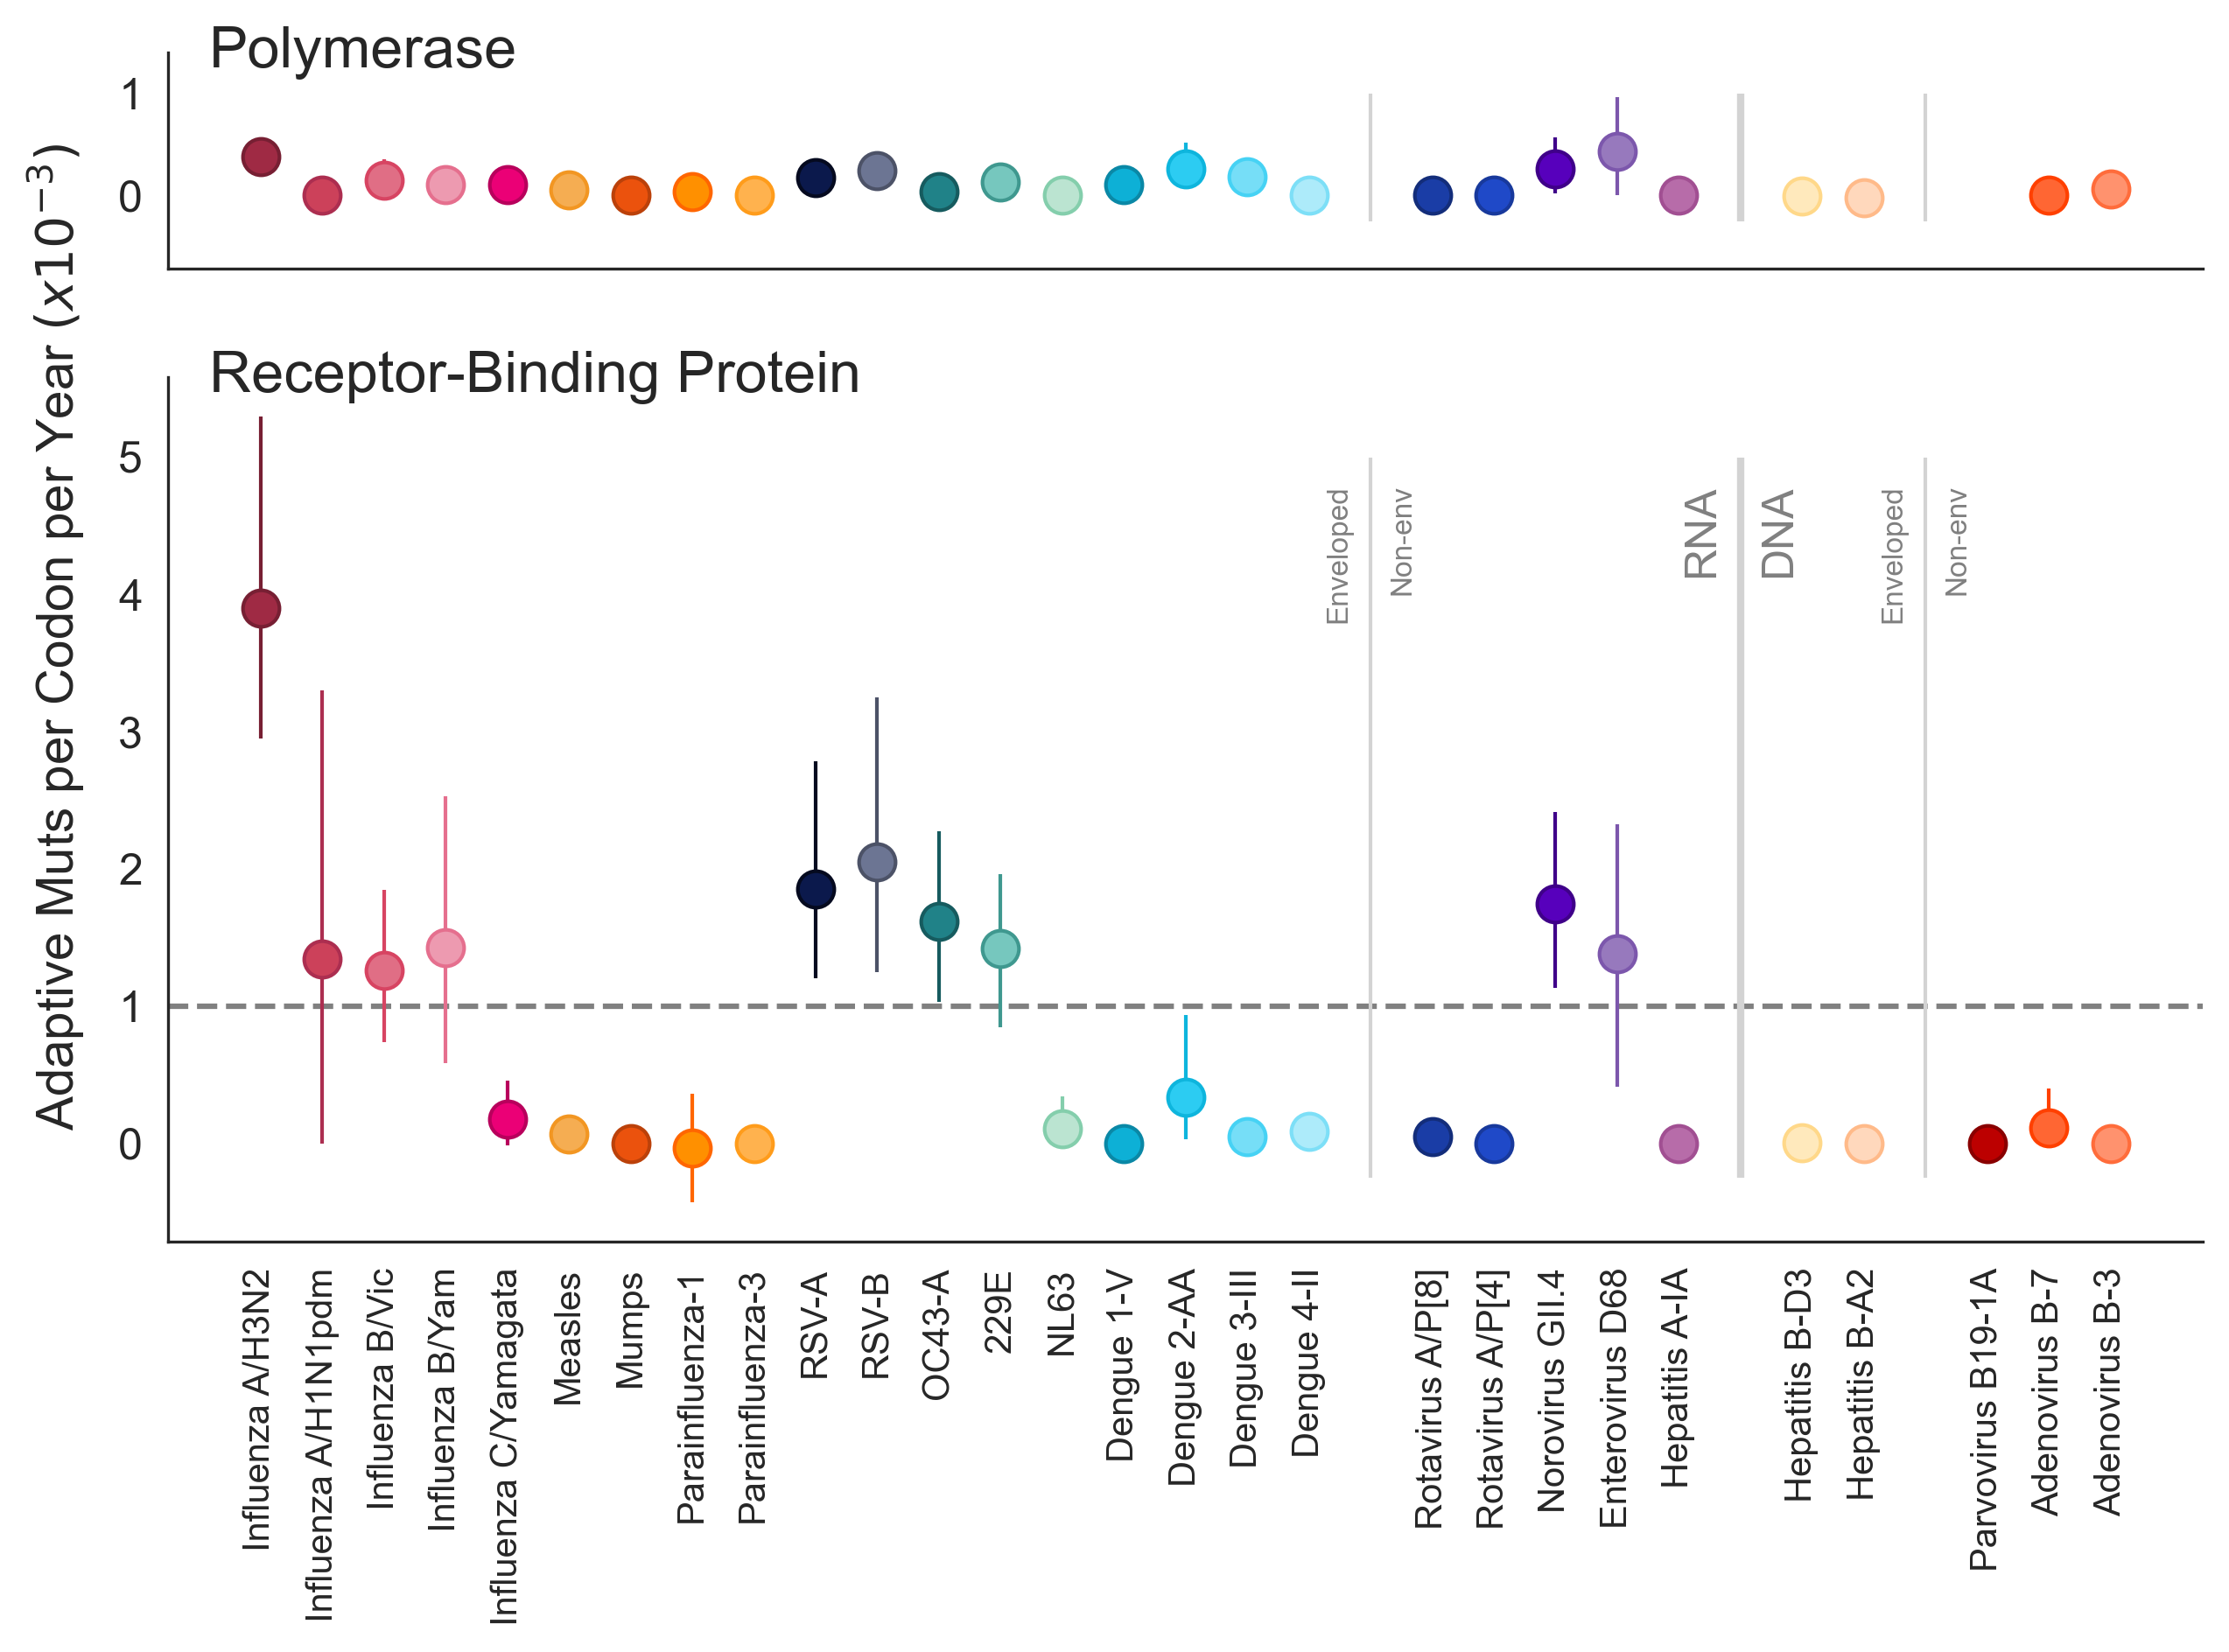 Polymerase
1
0
Adaptive Muts per Codon per Year (x10⁻³)
Receptor-Binding Protein
5
4
3
2
1
0
Enveloped
Non-env
RNA
DNA
Enveloped
Non-env
Influenza A/H3N2
Influenza A/H1N1pdm
Influenza B/Vic
Influenza B/Yam
Influenza C/Yamagata
Measles
Mumps
Parainfluenza-1
Parainfluenza-3
RSV-A
RSV-B
OC43-A
229E
NL63
Dengue 1-V
Dengue 2-AA
Dengue 3-III
Dengue 4-II
Rotavirus A/P[8]
Rotavirus A/P[4]
Norovirus GII.4
Enterovirus D68
Hepatitis A-IA
Hepatitis B-D3
Hepatitis B-A2
Parvovirus B19-1A
Adenovirus B-7
Adenovirus B-3